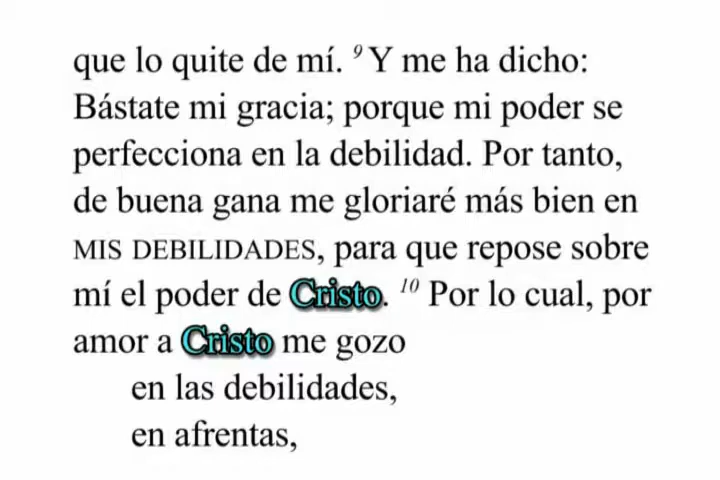 que lo quite de mí. 9 Y me ha dicho:
Bástate mi gracia; porque mi poder se
perfecciona en la debilidad. Por tanto,
de buena gana me gloriaré más bien en
MIS DEBILIDADES, para que repose sobre
mí el poder de Cristo. 10 Por lo cual, por
amor a Cristo me gozo
en las debilidades,
en afrentas,